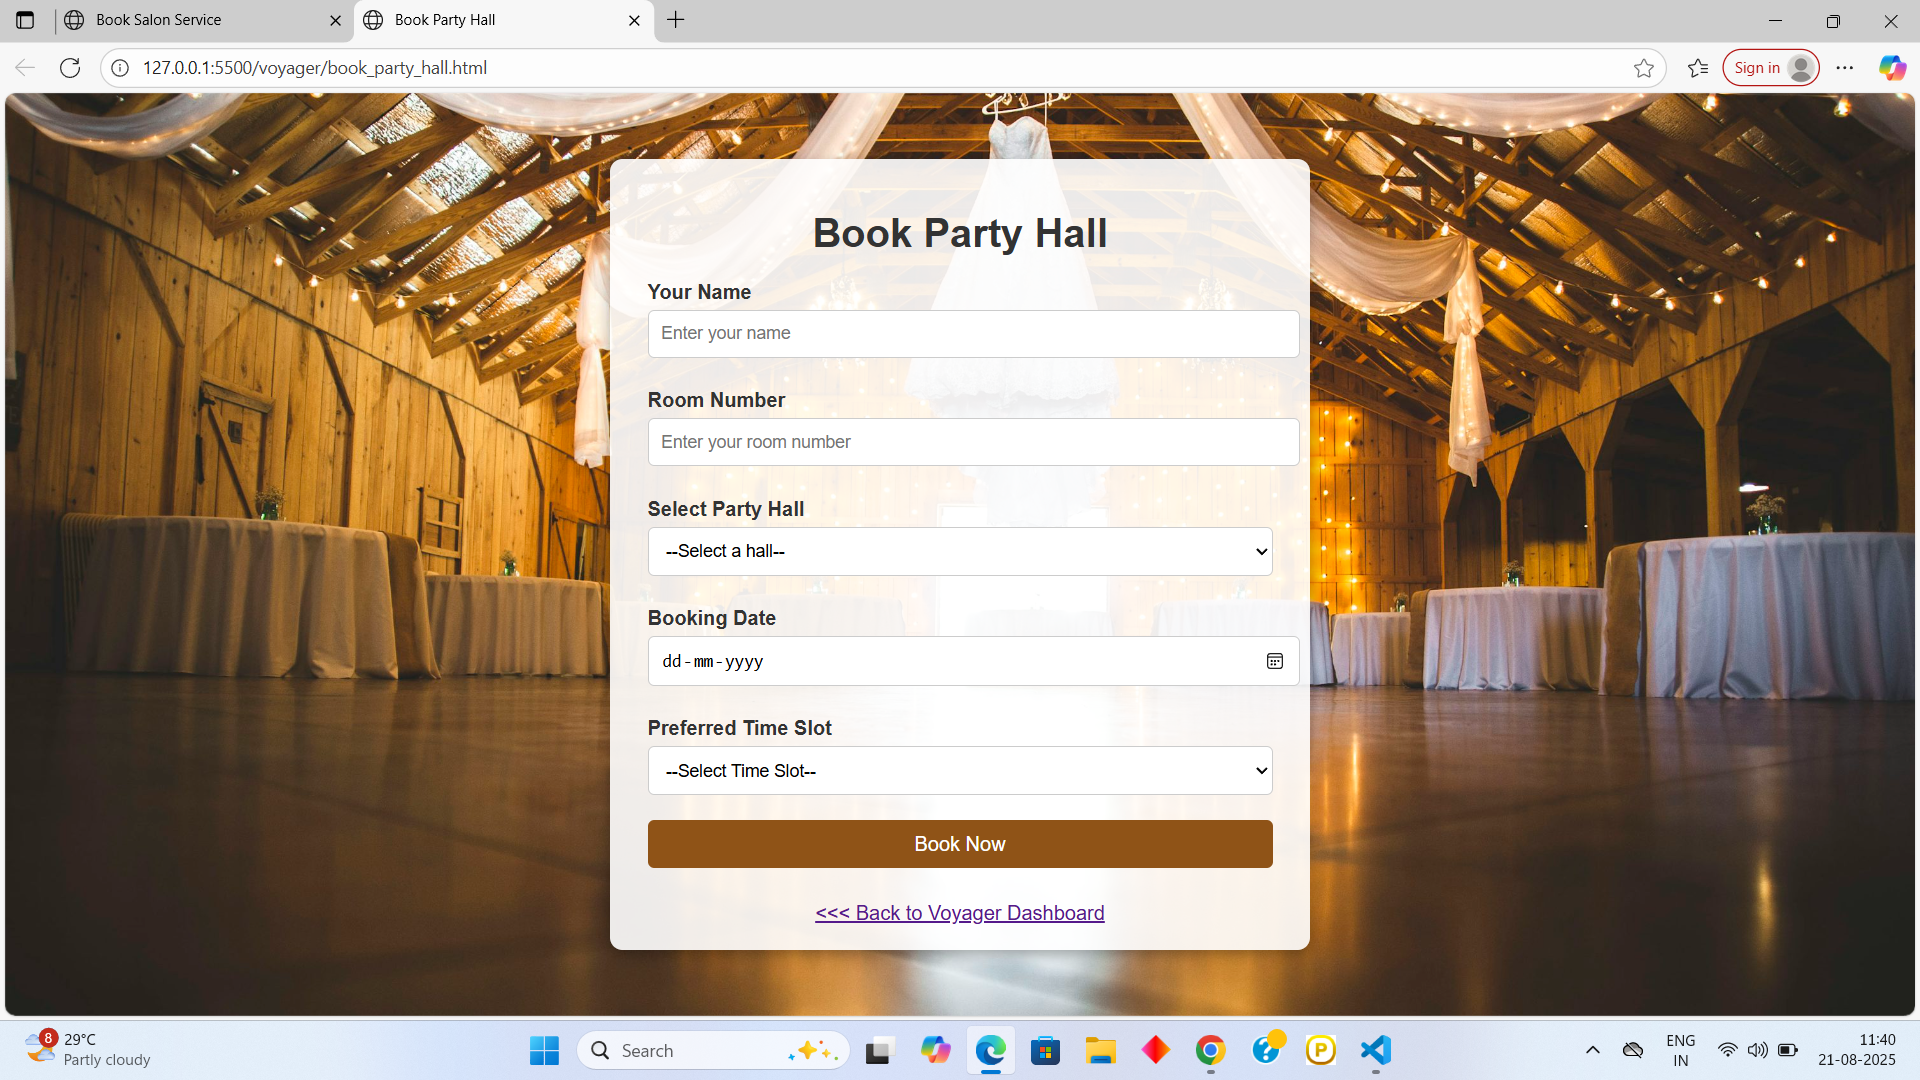 Book Salon Service
Book Party Hall
127.0.0.1:5500/voyager/book_party_hall.html
Sign in
Book Party Hall
Your Name
Enter your name
Room Number
Enter your room number
Select Party Hall
--Select a hall--
Booking Date
dd-mm-yyyy
Preferred Time Slot
--Select Time Slot--
Book Now
<<< Back to Voyager Dashboard
8
29°C
Partly cloudy
Search
?
P
ENG
IN
11:40
21-08-2025